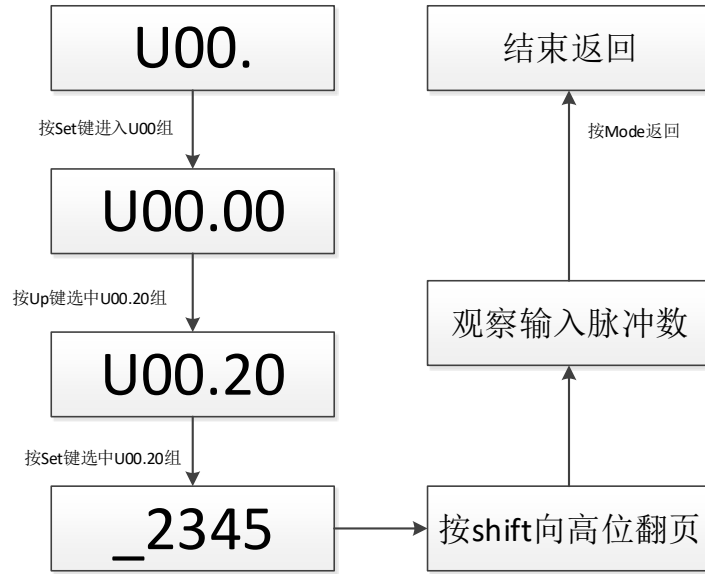 U00.
按Set键进入U00组
U00.00
按Up键选中U00.20组
U00.20
按Set键选中U00.20组
_2345
按shift向高位翻页
观察输入脉冲数
按Mode返回
结束返回